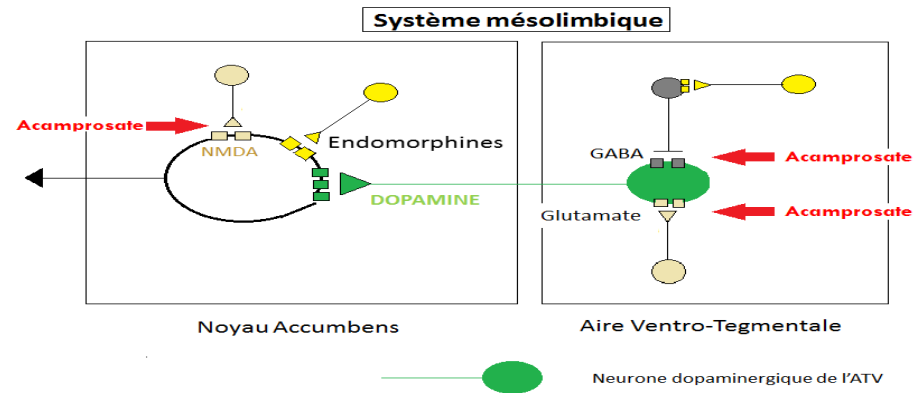 Système mésolimbique
Acamprosate
NMDA
Endomorphines
DOPAMINE
GABA
Acamprosate
Glutamate
Acamprosate
Noyau Accumbens
Aire Ventro-Tegmentale
Neurone dopaminergique de l’ATV